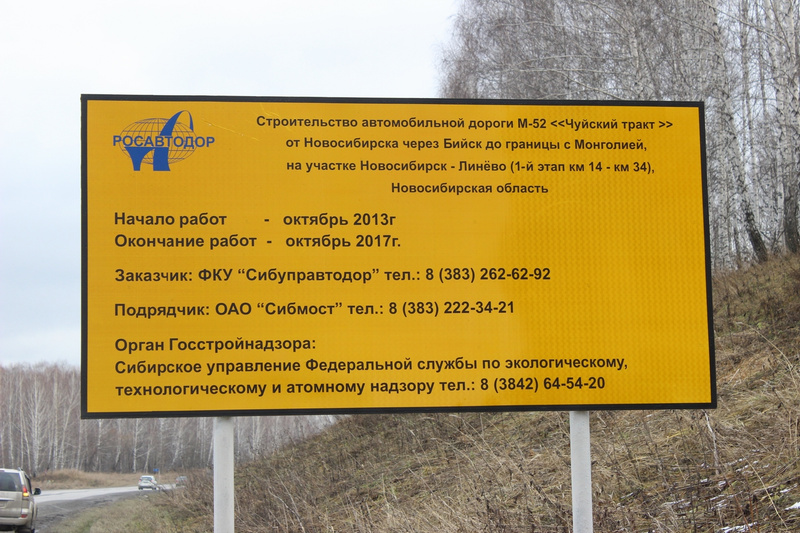 РОСАВТОДОР
Строительство автомобильной дороги М-52 <<Чуйский тракт >>
от Новосибирска через Бийск до границы с Монголией,
на участке Новосибирск - Линёво (1-й этап км 14 - км 34),
Новосибирская область
Начало работ - октябрь 2013г
Окончание работ - октябрь 2017г.
Заказчик: ФКУ “Сибуправтодор” тел.: 8 (383) 262-62-92
Подрядчик: ОАО “Сибмост” тел.: 8 (383) 222-34-21
Орган Госстройнадзора:
Сибирское управление Федеральной службы по экологическому,
технологическому и атомному надзору тел.: 8 (3842) 64-54-20